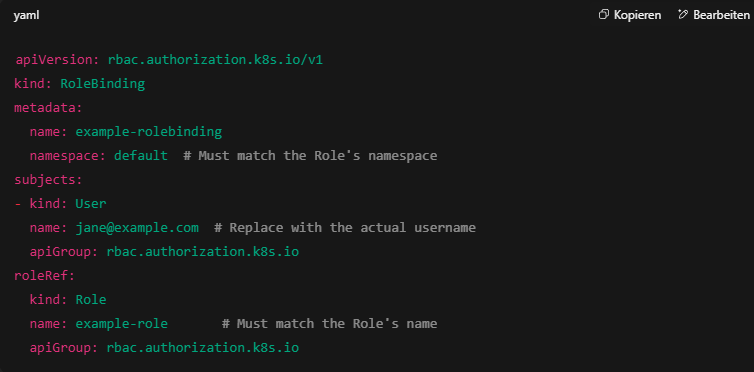 yaml Kopieren Bearbeiten
apiVersion: rbac.authorization.k8s.io/v1
kind: RoleBinding
metadata:
  name: example-rolebinding
  namespace: default  # Must match the Role's namespace
subjects:
- kind: User
  name: jane@example.com  # Replace with the actual username
  apiGroup: rbac.authorization.k8s.io
roleRef:
  kind: Role
  name: example-role       # Must match the Role's name
  apiGroup: rbac.authorization.k8s.io